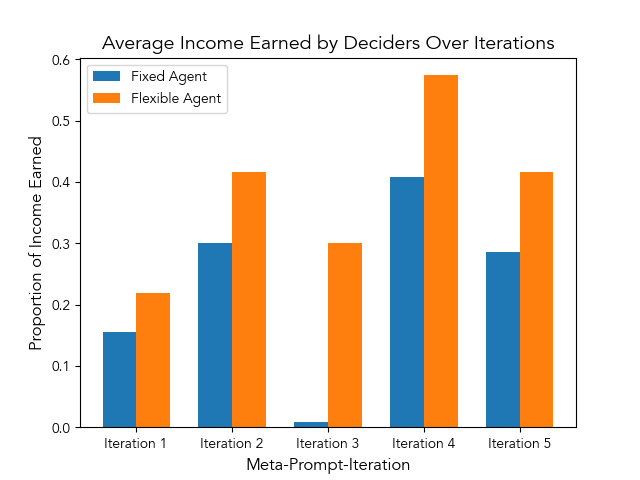 Average Income Earned by Deciders Over Iterations
Fixed Agent
Flexible Agent
Proportion of Income Earned
0.6
0.5
0.4
0.3
0.2
0.1
0.0
Iteration 1
Iteration 2
Iteration 3
Iteration 4
Iteration 5
Meta-Prompt-Iteration